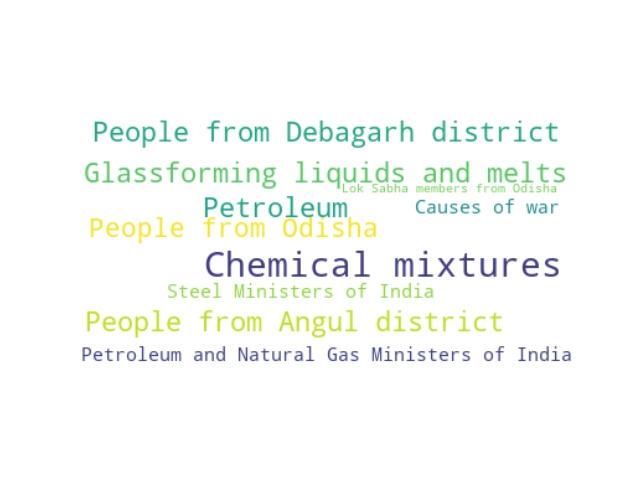 People from Debagarh district
Glassforming liquids and melts
Lok Sabha members from Odisha
Petroleum
Causes of war
People from Odisha
Chemical mixtures
Steel Ministers of India
People from Angul district
Petroleum and Natural Gas Ministers of India